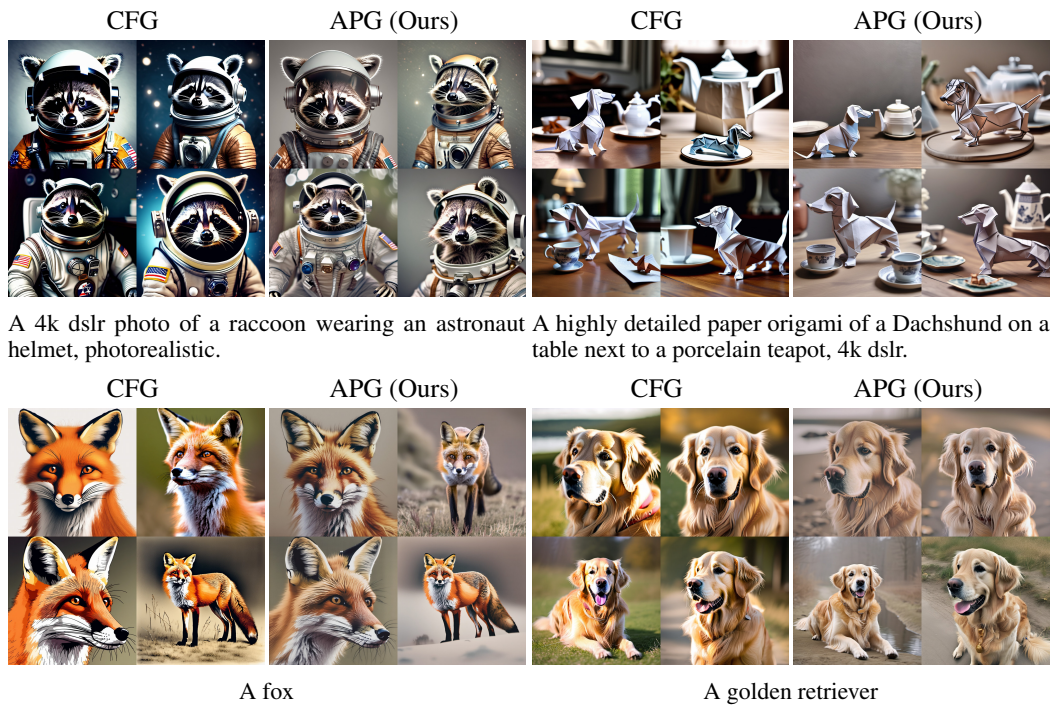 CFG
APG (Ours)
CFG
APG (Ours)
A 4k dslr photo of a raccoon wearing an astronaut
helmet, photorealistic.
A highly detailed paper origami of a Dachshund on a
table next to a porcelain teapot, 4k dslr.
CFG
APG (Ours)
CFG
APG (Ours)
A fox
A golden retriever